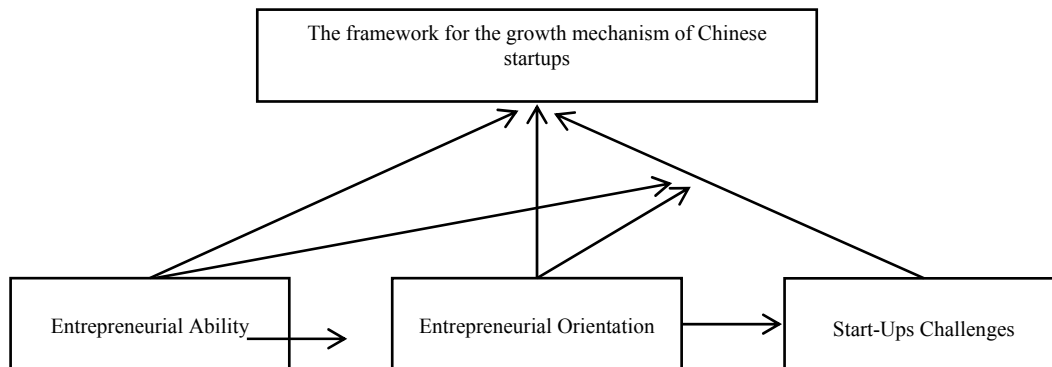 The framework for the growth mechanism of Chinese
startups
Entrepreneurial Ability
Entrepreneurial Orientation
Start-Ups Challenges